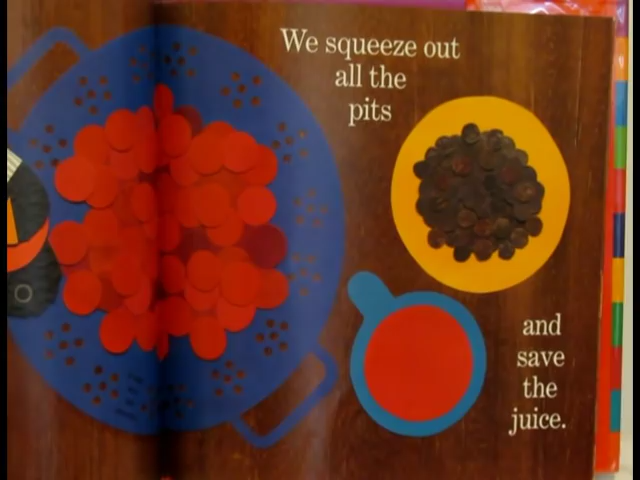 We squeeze out
all the
pits
and
save
the
juice.